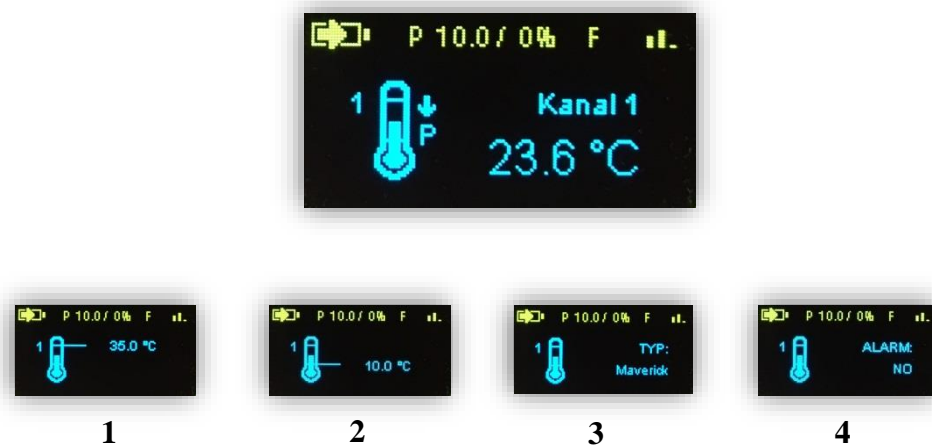 P 10.0 / 0% F
1
P
Kanal 1
23.6 °C
P 10.0 / 0% F
1
35.0 °C
P 10.0 / 0% F
1
10.0 °C
P 10.0 / 0% F
1
TYP:
Maverick
P 10.0 / 0% F
1
ALARM:
NO
1
2
3
4